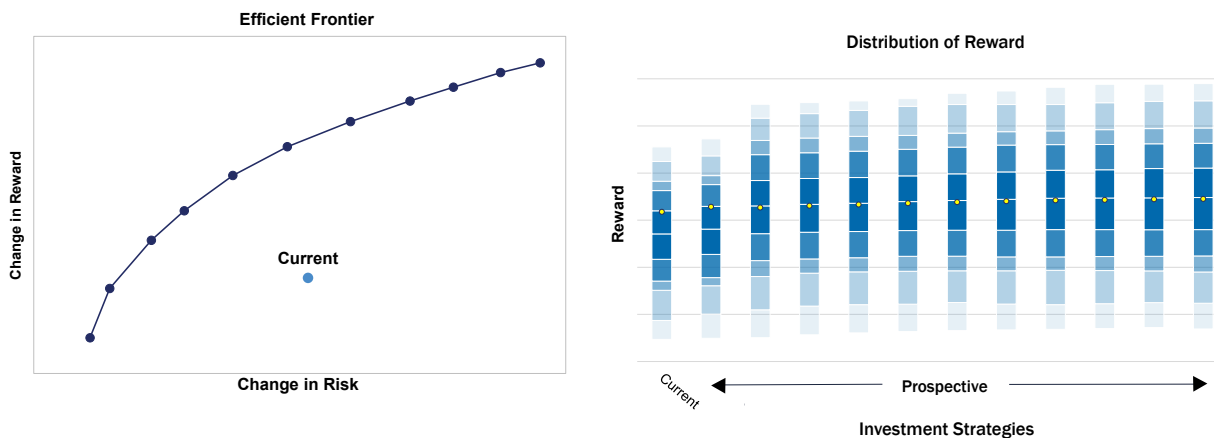 Efficient Frontier
Change in Reward
Current
Change in Risk
Distribution of Reward
Reward
Current
Prospective
Investment Strategies